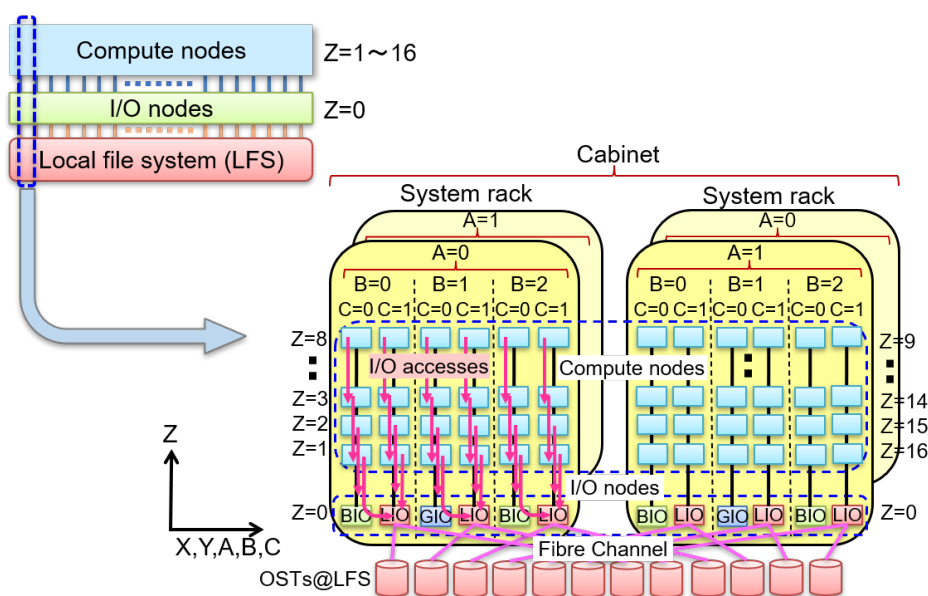 Compute nodes
Z=1～16
I/O nodes
Z=0
Local file system (LFS)
Cabinet
System rack
System rack
A=1
A=0
A=0
A=1
B=0 B=1 B=2
B=0 B=1 B=2
C=0 C=1 C=0 C=1 C=0 C=1
C=0 C=1 C=0 C=1 C=0 C=1
Z=8
Z=9
I/O accesses
Compute nodes
Z=3
Z=14
Z=2
Z=15
Z=1
Z=16
I/O nodes
Z=0
BIO LIO GIO LIO BIO LIO
BIO LIO GIO LIO BIO LIO
Z=0
Z
X,Y,A,B,C
Fibre Channel
OSTs@LFS